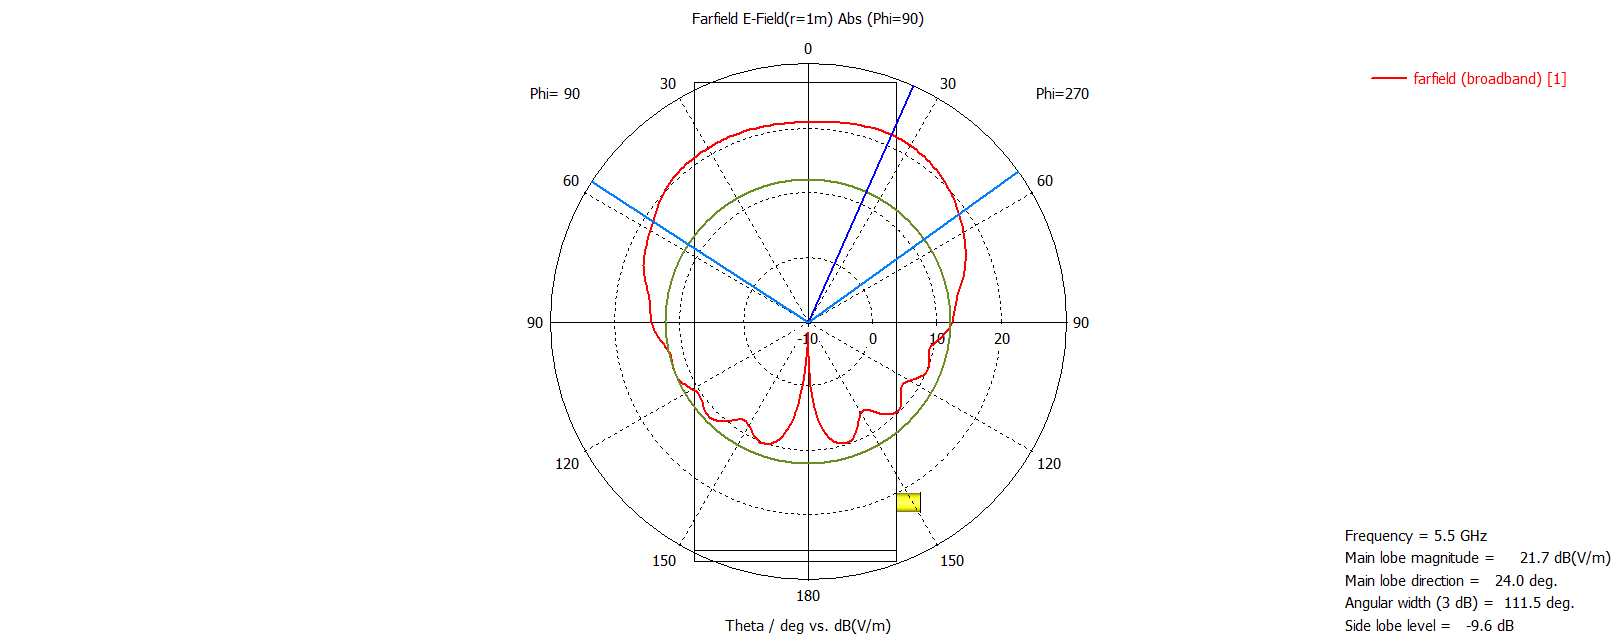 Farfield E-Field(r=1m) Abs (Phi=90)
0
30
30
Phi= 90
Phi=270
farfield (broadband) [1]
60
60
90
90
-10
0
10
20
120
120
150
150
180
Theta / deg vs. dB(V/m)
Frequency = 5.5 GHz
Main lobe magnitude = 21.7 dB(V/m)
Main lobe direction = 24.0 deg.
Angular width (3 dB) = 111.5 deg.
Side lobe level = -9.6 dB